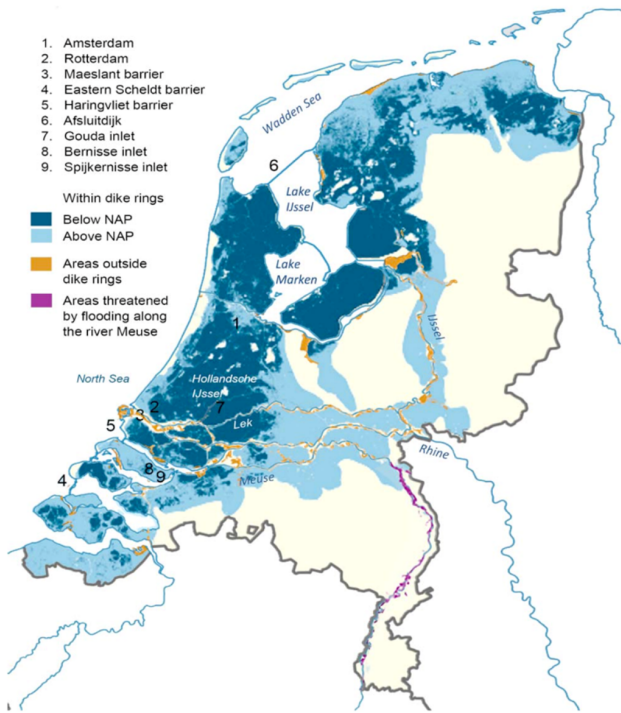 1. Amsterdam
2. Rotterdam
3. Maeslant barrier
4. Eastern Scheldt barrier
5. Haringvliet barrier
6. Afsluitdijk
7. Gouda inlet
8. Bernisse inlet
9. Spijkernisse inlet
Within dike rings
Below NAP
Above NAP
Areas outside
dike rings
Areas threatened
by flooding along
the river Meuse
Wadden Sea
6
Lake
IJssel
Lake
Marken
1
IJssel
North Sea
Hollandsche
IJssel
3
2
7
5
Lek
Rhine
4
8
9
Meuse